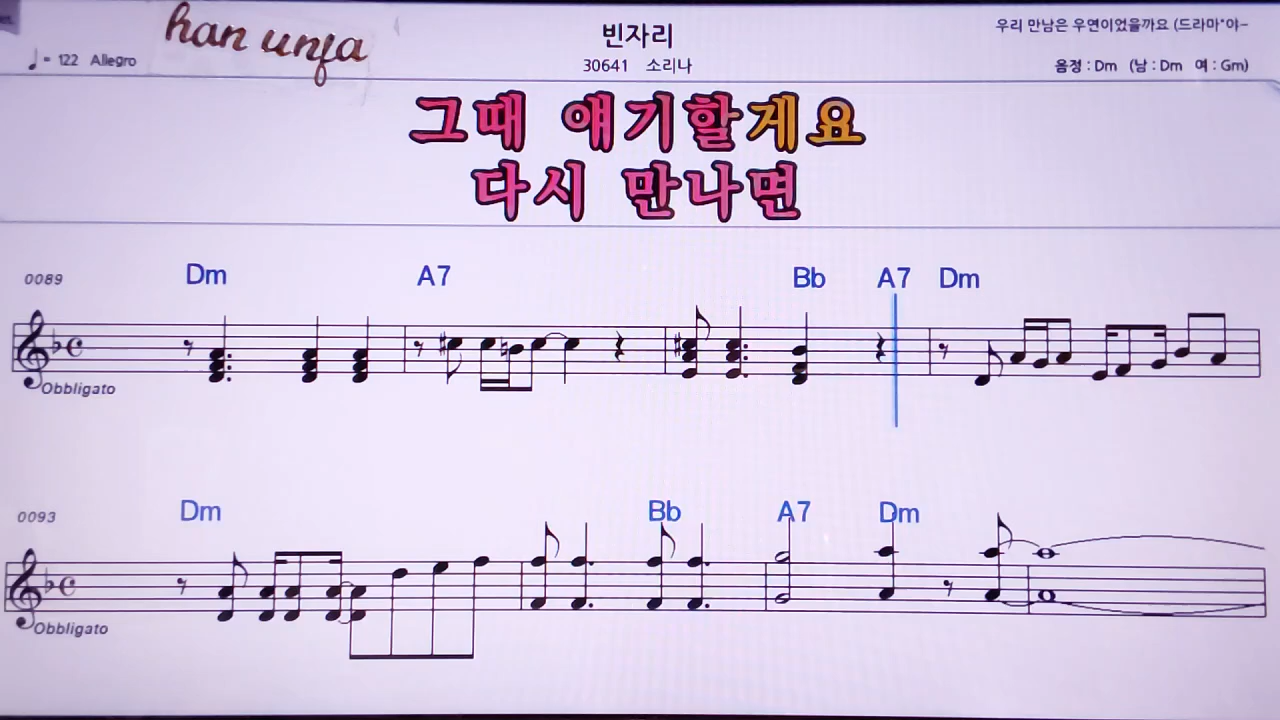 han unfa
♩ = 122 Allegro
빈자리
30641 소리나
우리 만남은 우연이었을까요 (드라마"야~
음정 : Dm (남 : Dm 여 : Gm)
그때 얘기할게요
다시 만나면
0089 Dm A7 Bb A7 Dm
Obbligato
0093 Dm Bb A7 Dm
Obbligato